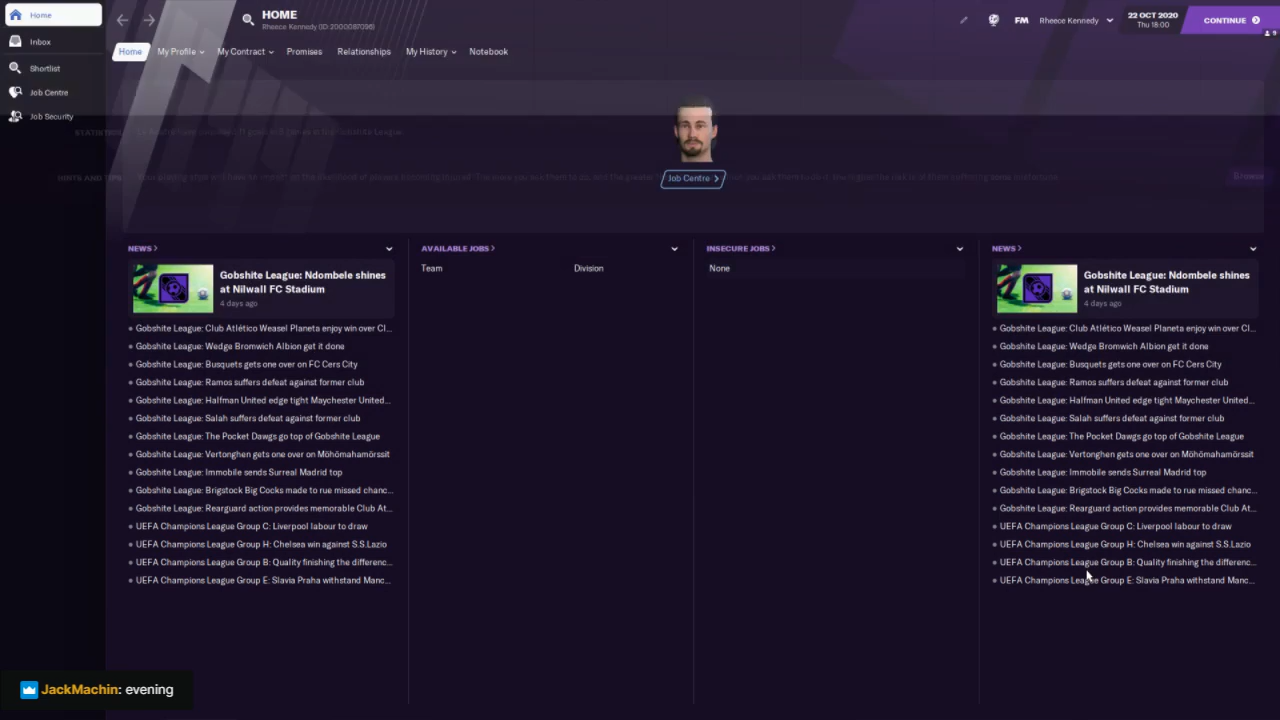 Home
Inbox
Shortlist
Job Centre
Job Security
HOME
Rheece Kennedy (ID: 2000087096)
FM
Rheece Kennedy
22 OCT 2020
Thu 18:00
CONTINUE
9
Home
My Profile
My Contract
Promises
Relationships
My History
Notebook
HINTS AND TIPS
Browse
Job Centre
NEWS
Gobshite League: Ndombele shines
at Nilwall FC Stadium
4 days ago
Gobshite League: Club Atlético Weasel Planeta enjoy win over Cl...
Gobshite League: Wedge Bromwich Albion get it done
Gobshite League: Busquets gets one over on FC Cers City
Gobshite League: Ramos suffers defeat against former club
Gobshite League: Halfman United edge tight Maychester United...
Gobshite League: Salah suffers defeat against former club
Gobshite League: The Pocket Dawgs go top of Gobshite League
Gobshite League: Vertonghen gets one over on Möhömahamörssit
Gobshite League: Immobile sends Surreal Madrid top
Gobshite League: Brigstock Big Cocks made to rue missed chanc...
Gobshite League: Rearguard action provides memorable Club At...
UEFA Champions League Group C: Liverpool labour to draw
UEFA Champions League Group H: Chelsea win against S.S.Lazio
UEFA Champions League Group B: Quality finishing the differenc...
UEFA Champions League Group E: Slavia Praha withstand Manc...
AVAILABLE JOBS
Team Division
INSECURE JOBS
None
NEWS
Gobshite League: Ndombele shines
at Nilwall FC Stadium
4 days ago
Gobshite League: Club Atlético Weasel Planeta enjoy win over Cl...
Gobshite League: Wedge Bromwich Albion get it done
Gobshite League: Busquets gets one over on FC Cers City
Gobshite League: Ramos suffers defeat against former club
Gobshite League: Halfman United edge tight Maychester United...
Gobshite League: Salah suffers defeat against former club
Gobshite League: The Pocket Dawgs go top of Gobshite League
Gobshite League: Vertonghen gets one over on Möhömahamörssit
Gobshite League: Immobile sends Surreal Madrid top
Gobshite League: Brigstock Big Cocks made to rue missed chanc...
Gobshite League: Rearguard action provides memorable Club At...
UEFA Champions League Group C: Liverpool labour to draw
UEFA Champions League Group H: Chelsea win against S.S.Lazio
UEFA Champions League Group B: Quality finishing the differenc...
UEFA Champions League Group E: Slavia Praha withstand Manc...
JackMachin: evening